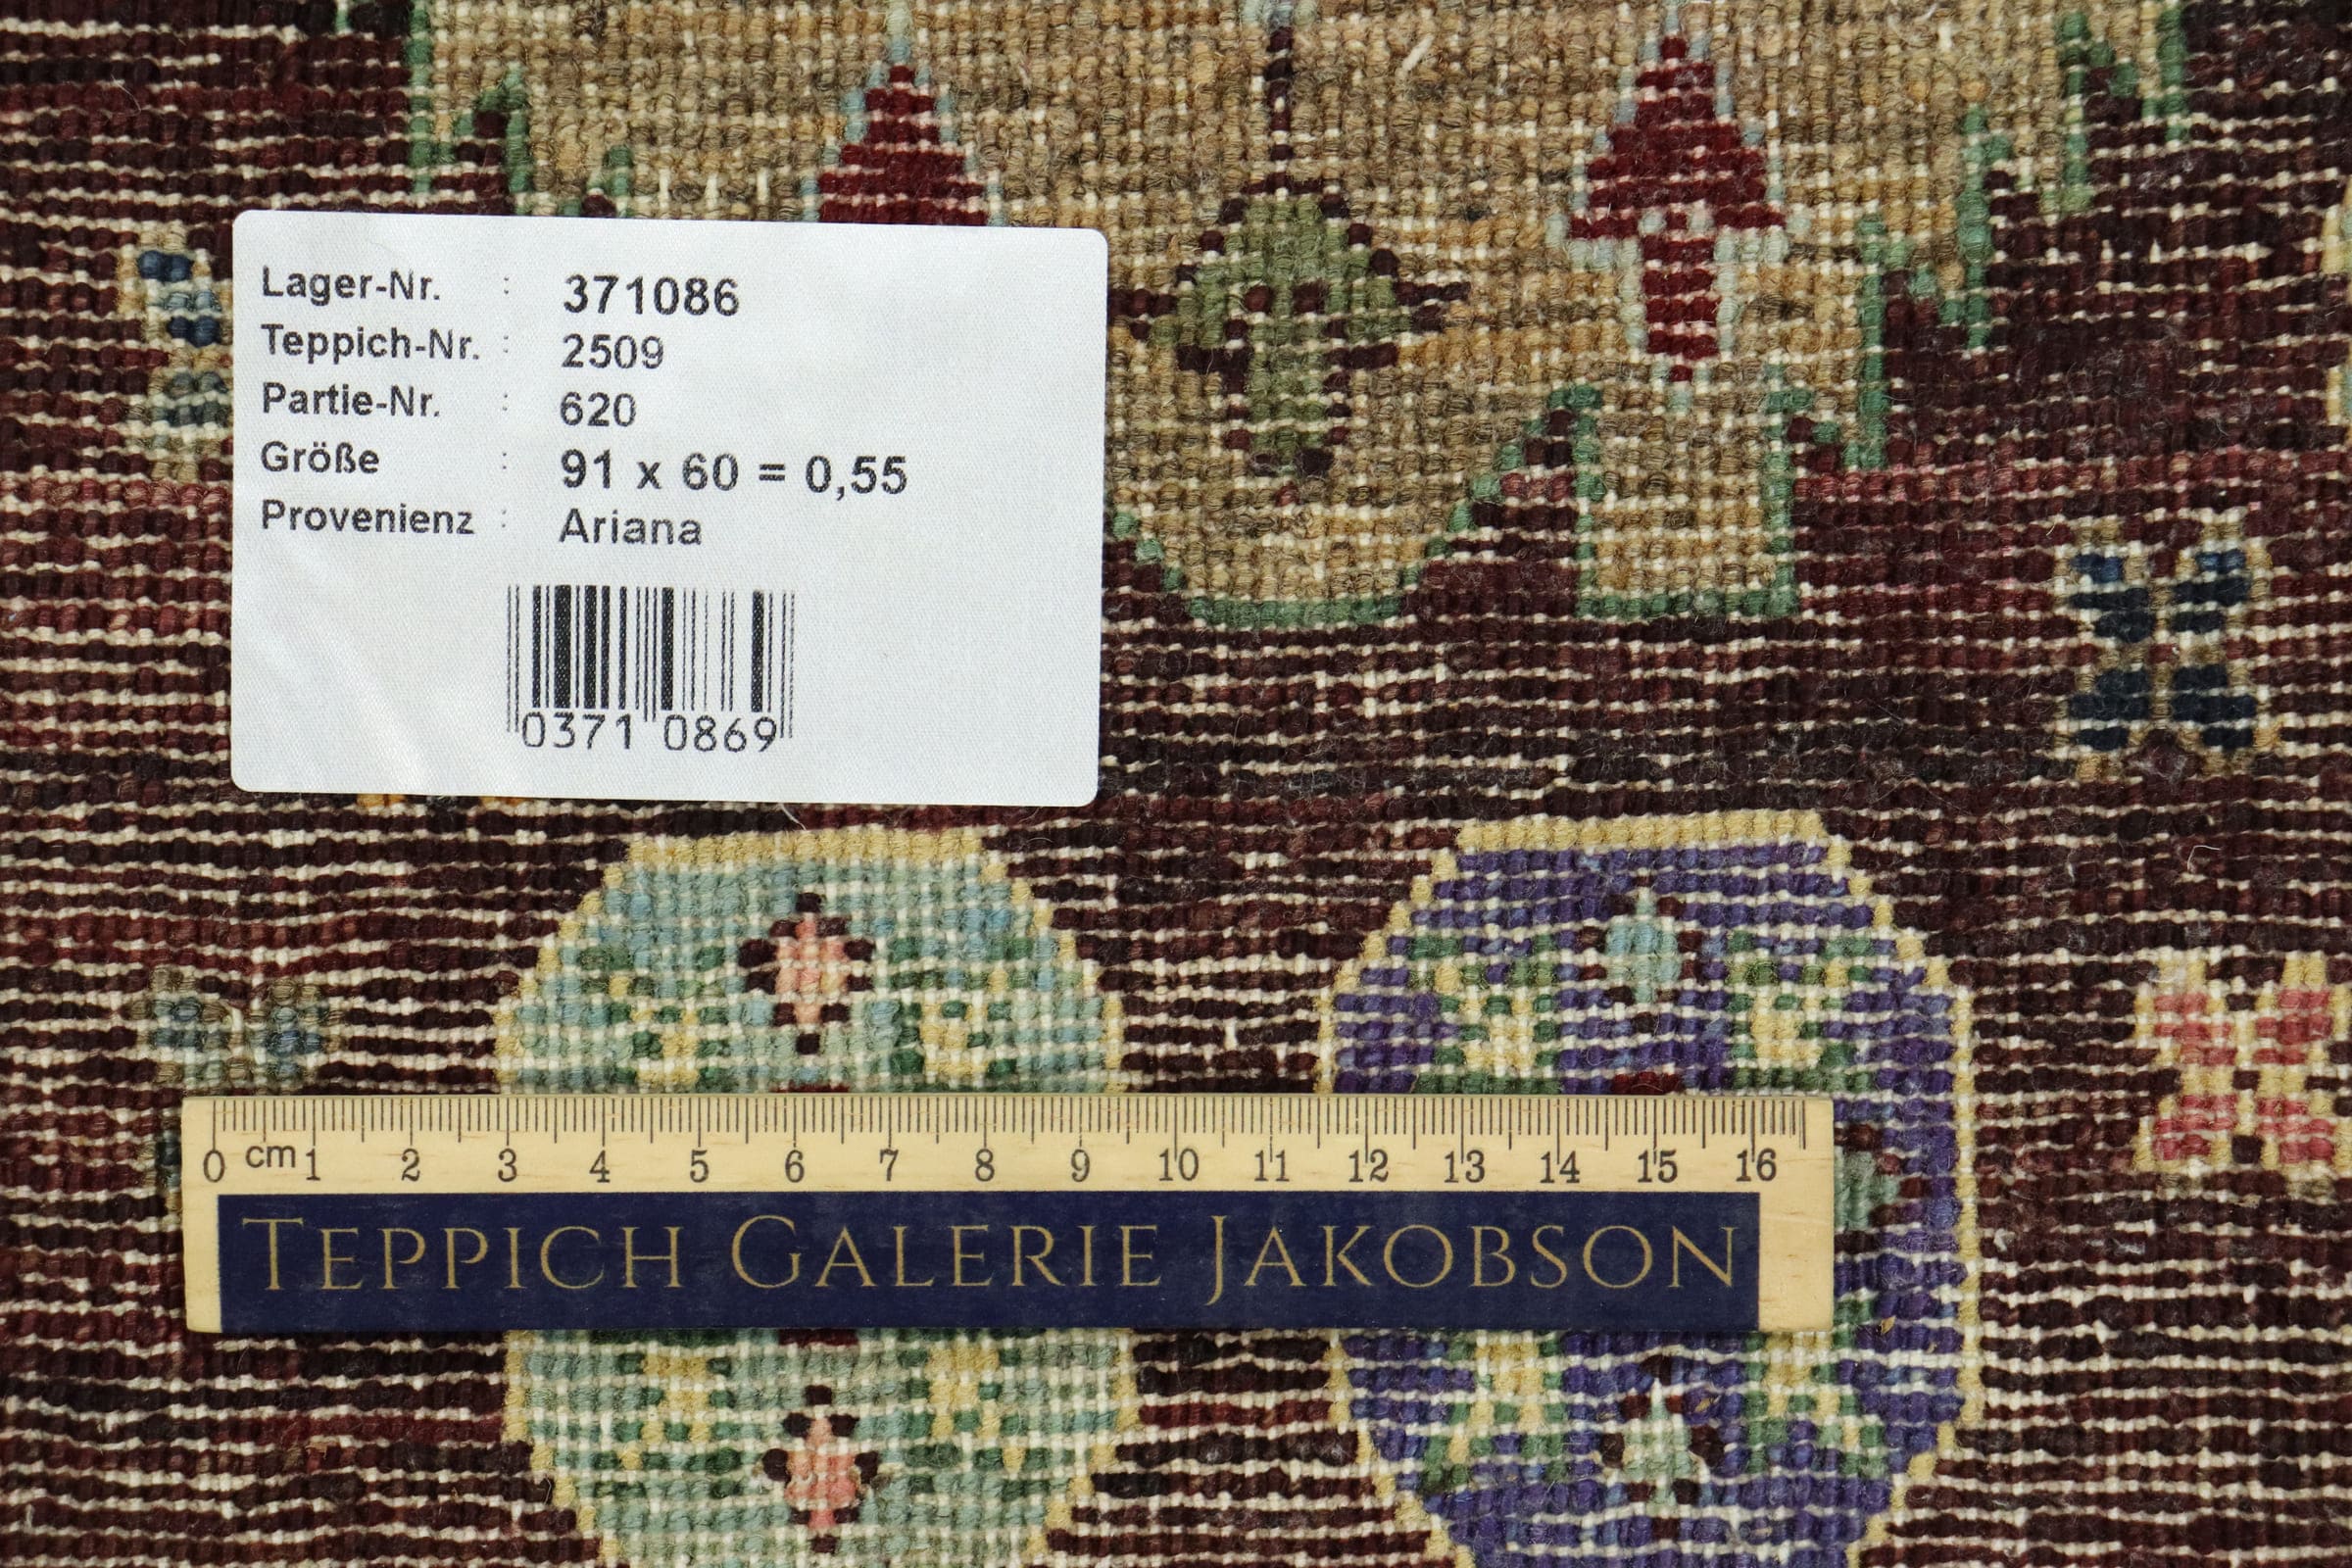 Lager-Nr. : 371086
Teppich-Nr. : 2509
Partie-Nr. : 620
Größe : 91 x 60 = 0,55
Provenienz : Ariana
0371 0869
0 cm 1 2 3 4 5 6 7 8 9 10 11 12 13 14 15 16
TEPPICH GALERIE JAKOBSON